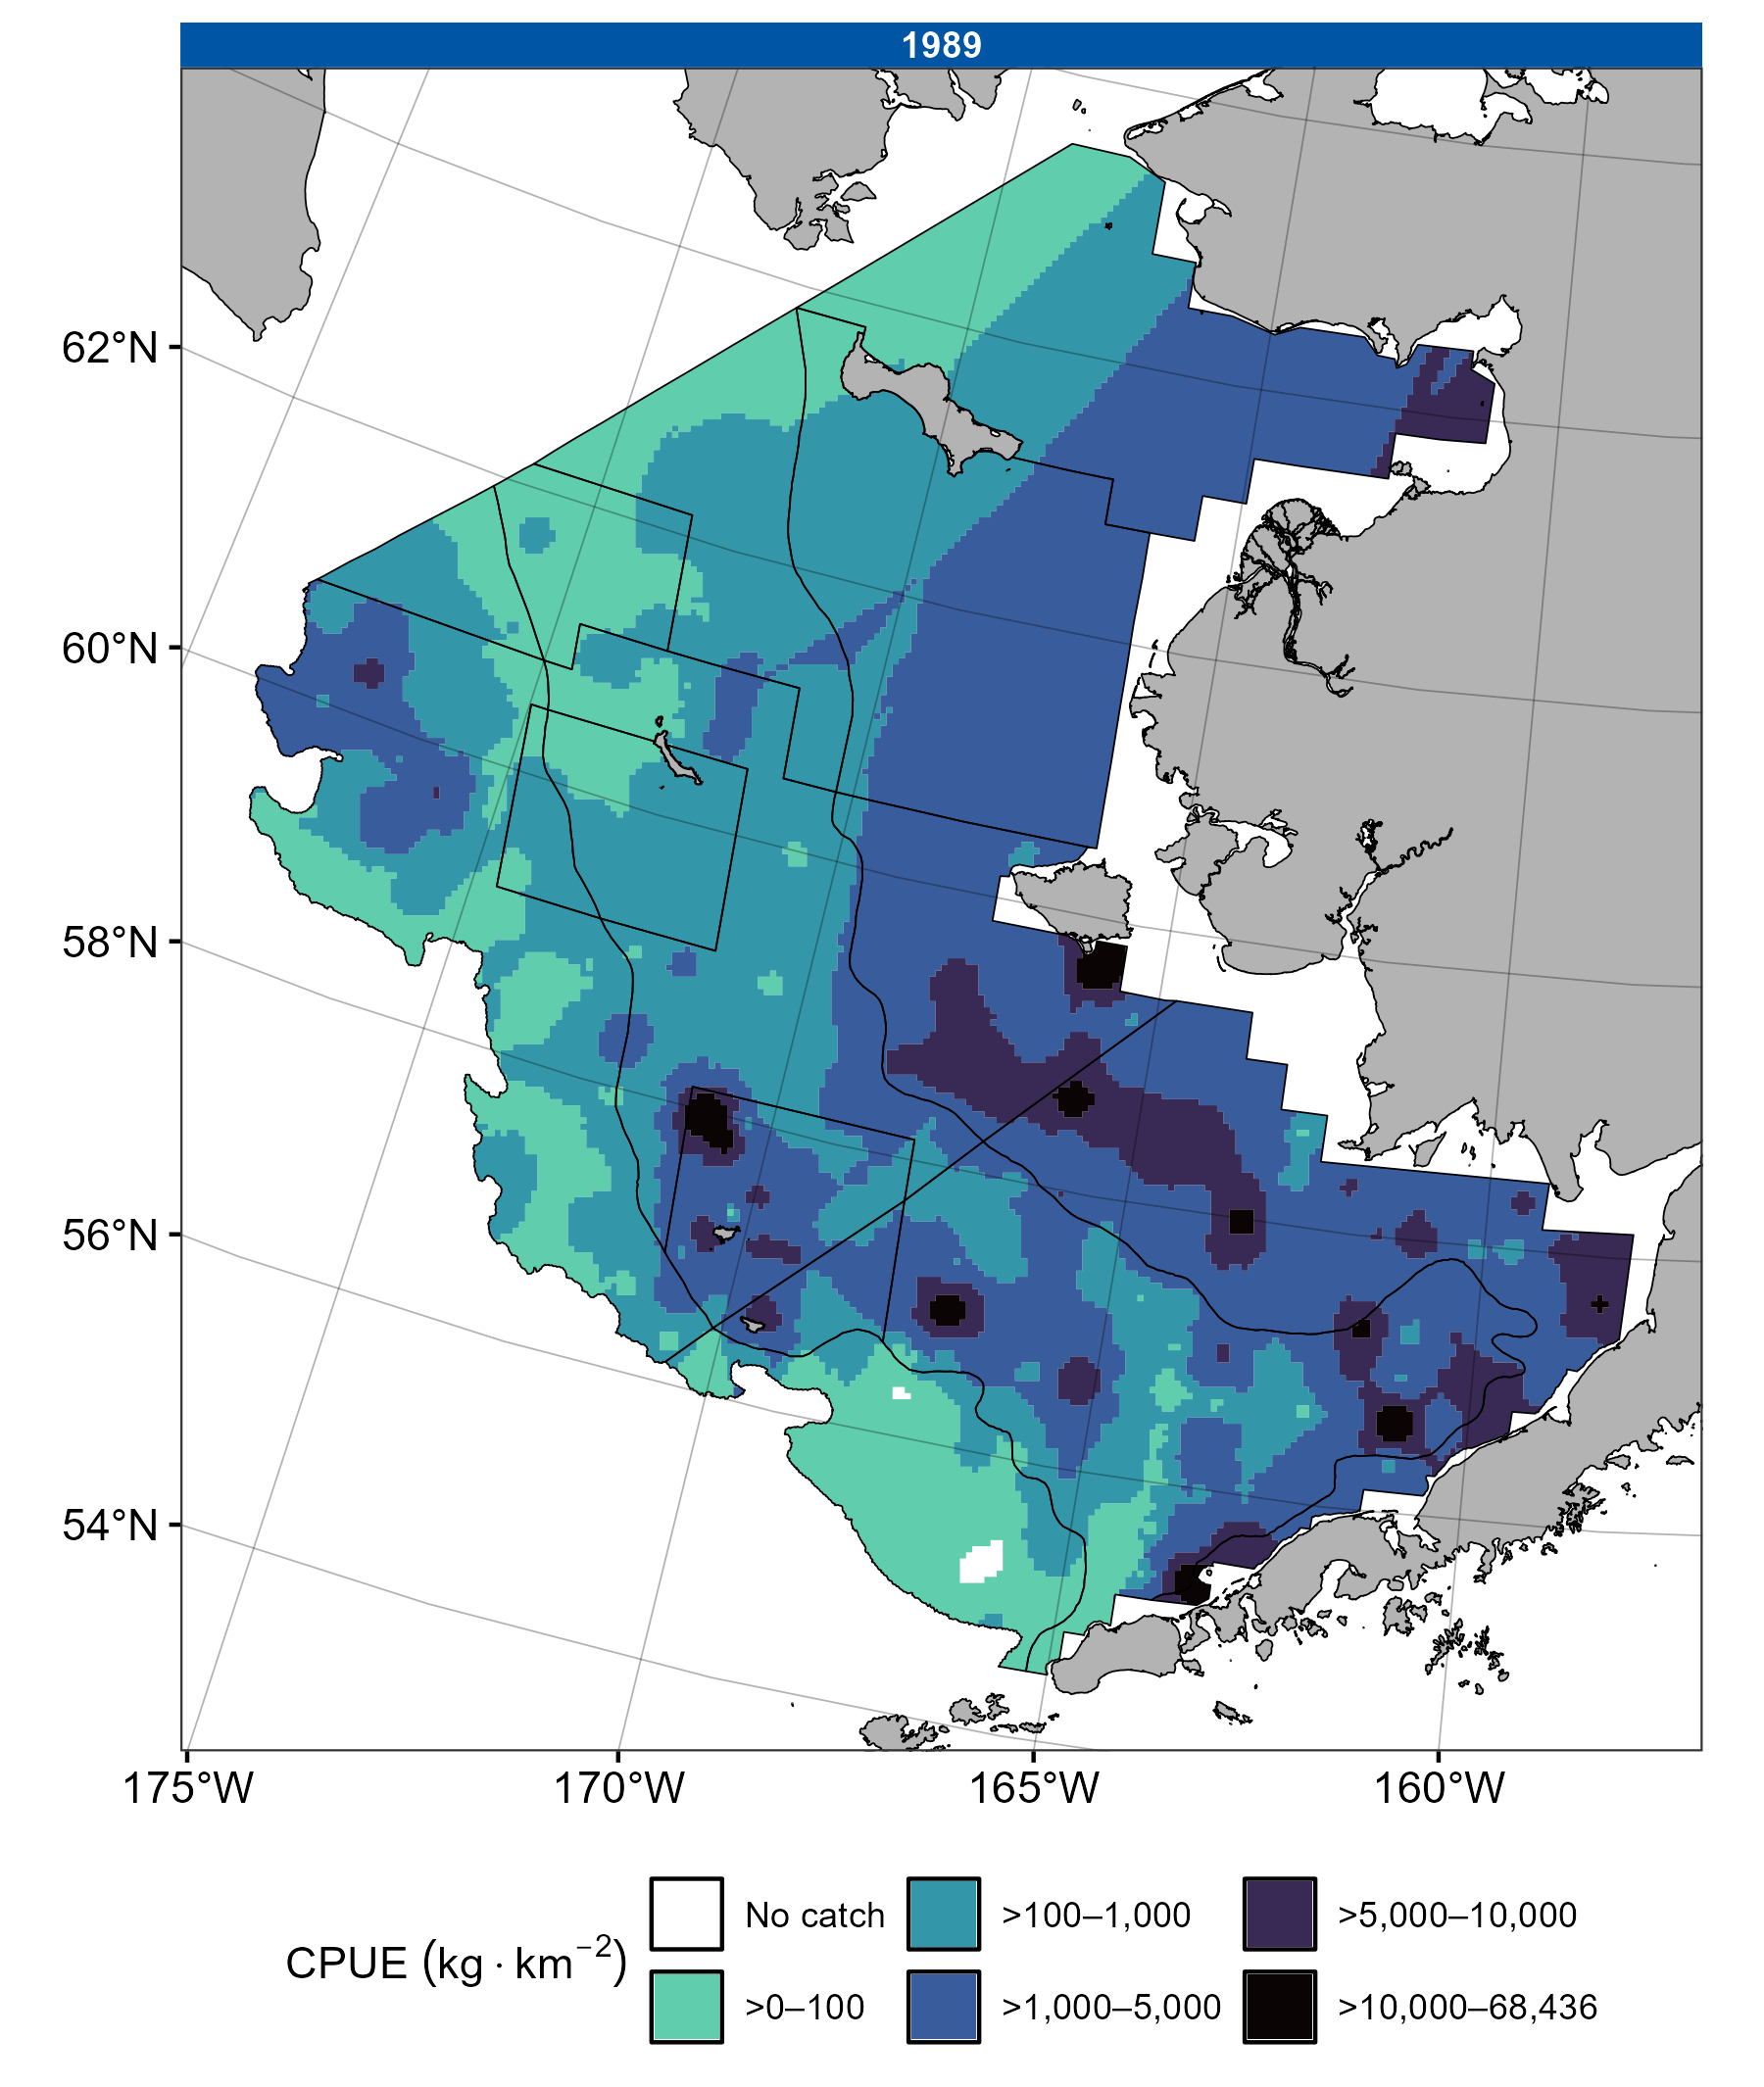 1989
62°N
60°N
58°N
56°N
54°N
175°W 170°W 165°W 160°W
CPUE (kg · km⁻²)
No catch >100–1,000 >5,000–10,000
>0–100 >1,000–5,000 >10,000–68,436